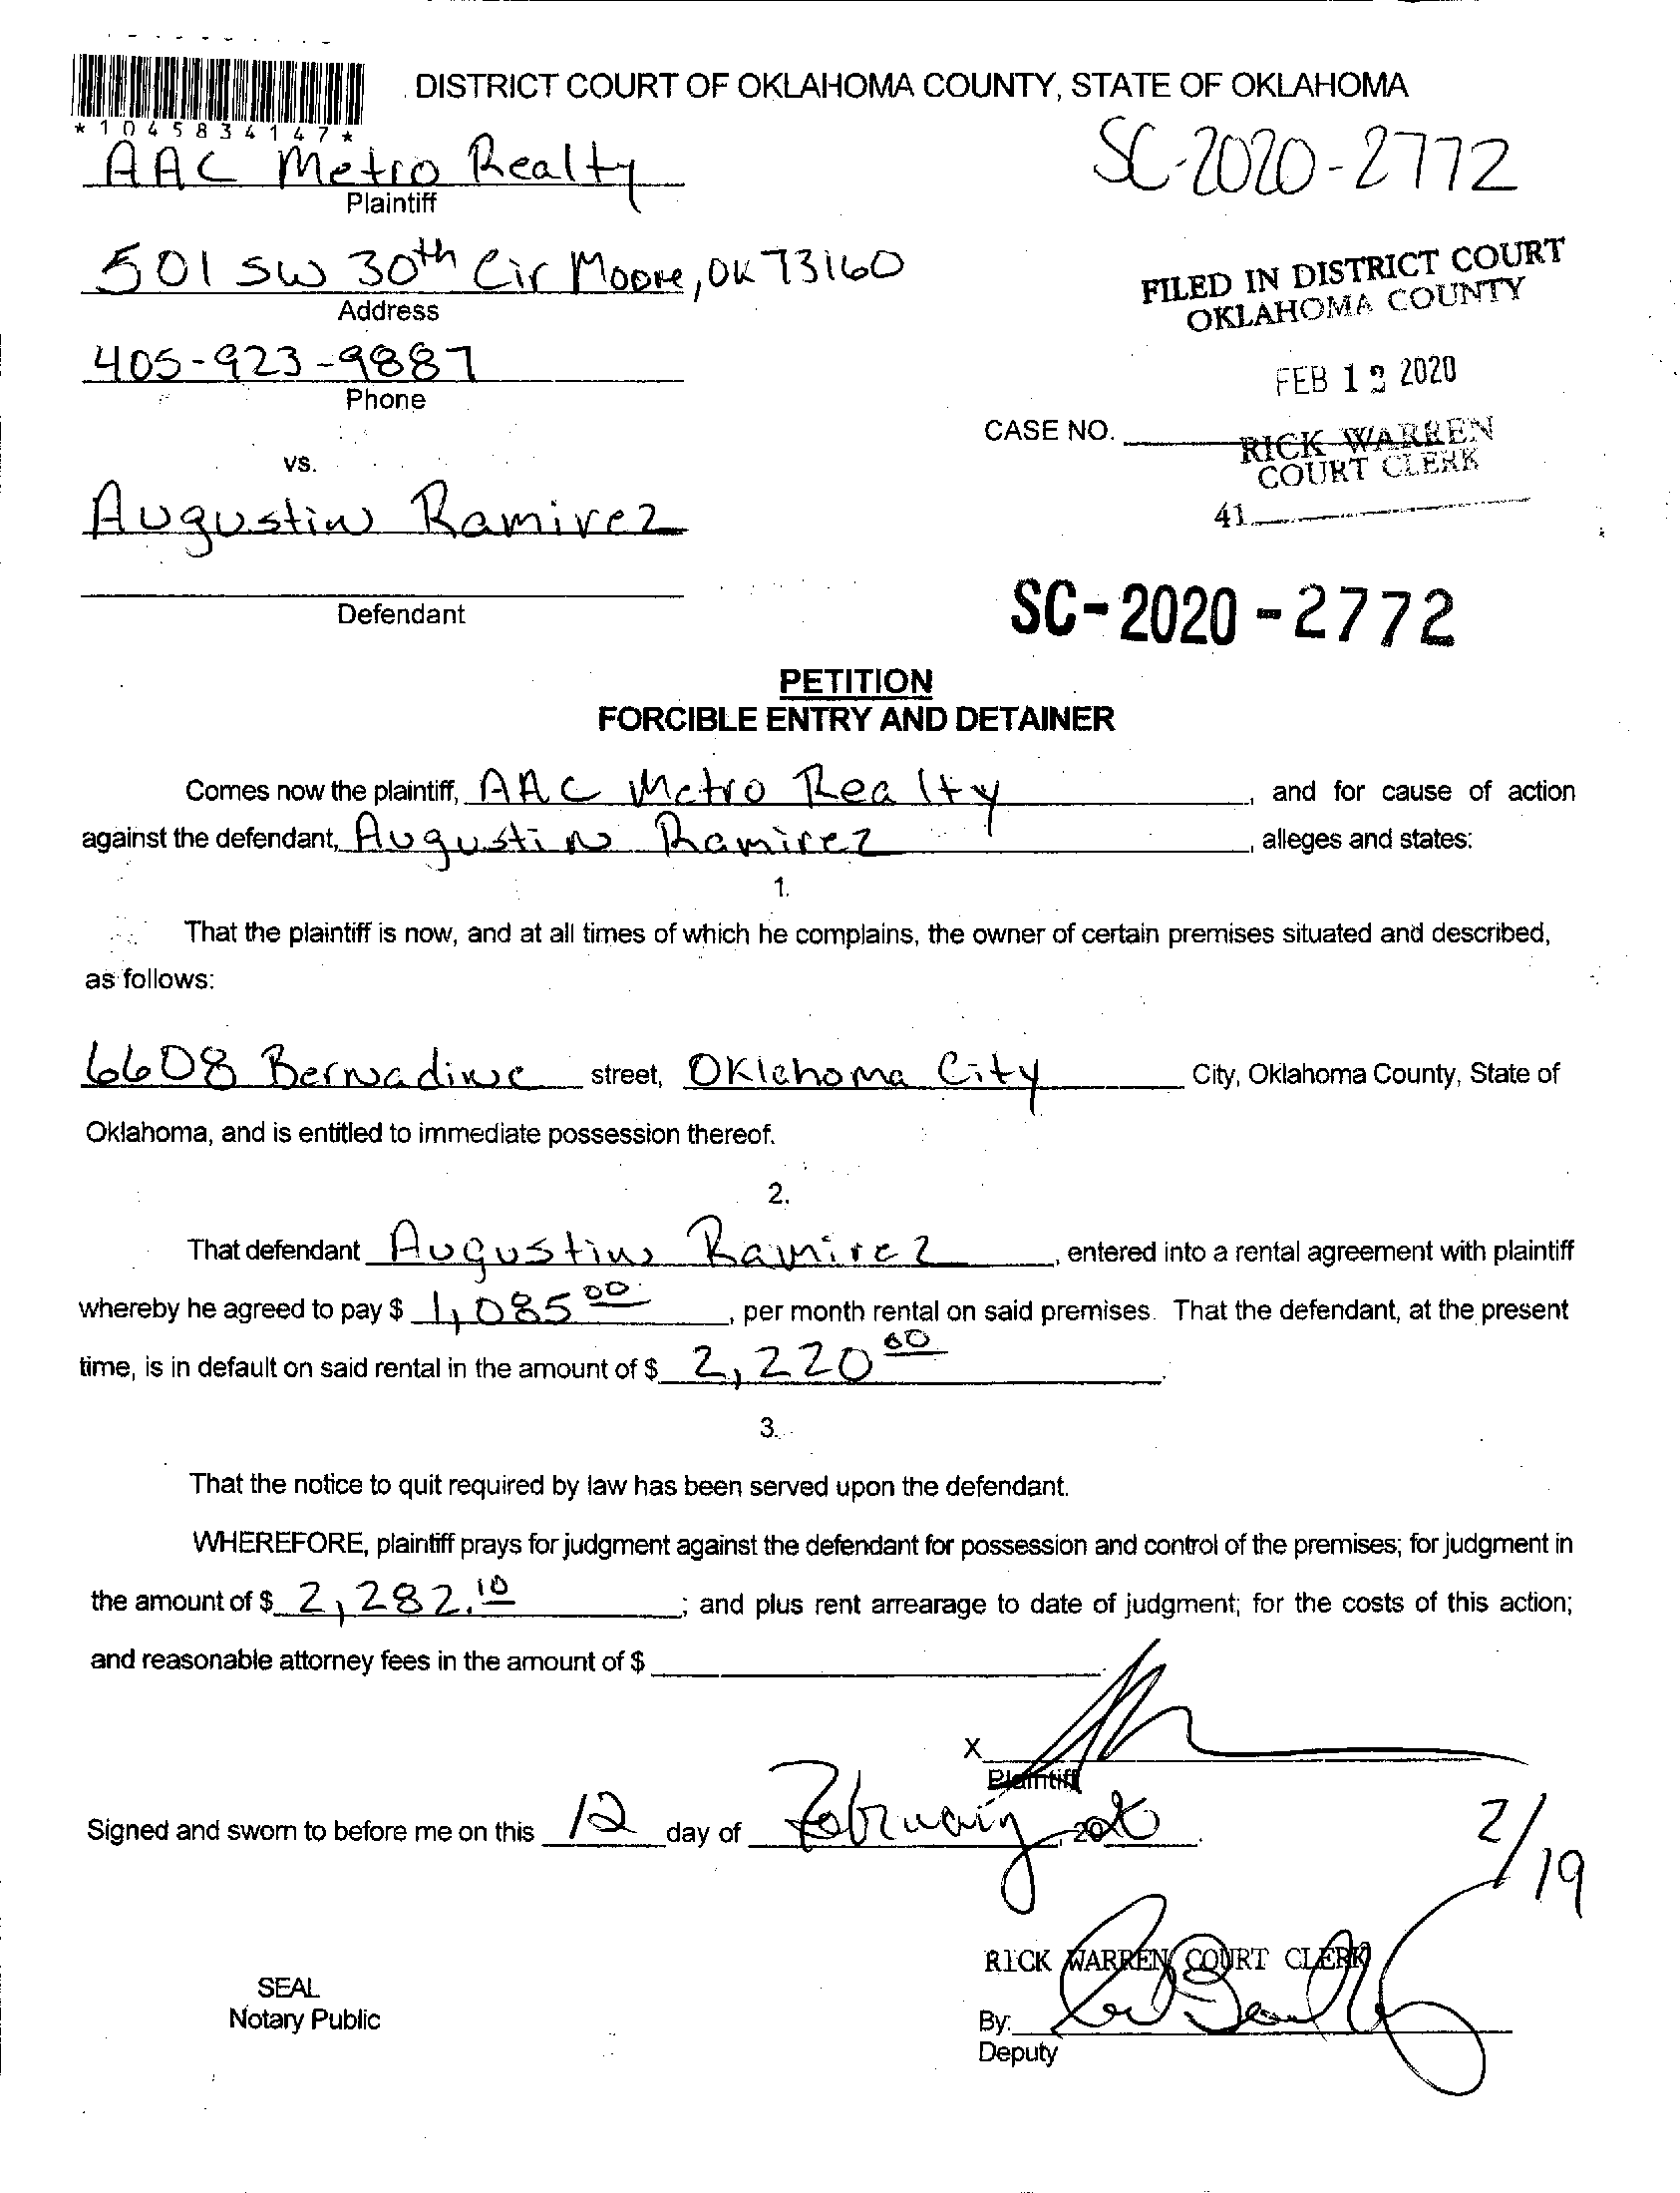 DISTRICT COURT OF OKLAHOMA COUNTY, STATE OF OKLAHOMA
*1045834147*
AAC Metro Realty
Plaintiff
SC-2020-2772
501 SW 30th Cir Moore, OK 73160
Address
FILED IN DISTRICT COURT
OKLAHOMA COUNTY
405-923-9887
Phone
FEB 1 2020
CASE NO.
RICK WARREN
COURT CLERK
vs.
41
Augustin Ramirez
Defendant
SC-2020-2772
PETITION
FORCIBLE ENTRY AND DETAINER
Comes now the plaintiff, AAC Metro Realty, and for cause of action
against the defendant, Augustin Ramirez, alleges and states:
1.
That the plaintiff is now, and at all times of which he complains, the owner of certain premises situated and described,
as follows:
6608 Bernadine street, Oklahoma City City, Oklahoma County, State of
Oklahoma, and is entitled to immediate possession thereof.
2.
That defendant Augustin Ramirez, entered into a rental agreement with plaintiff
whereby he agreed to pay $ 1,085 00, per month rental on said premises. That the defendant, at the present
time, is in default on said rental in the amount of $ 2,220 00.
3.
That the notice to quit required by law has been served upon the defendant.
WHEREFORE, plaintiff prays for judgment against the defendant for possession and control of the premises; for judgment in
the amount of $ 2,282.10; and plus rent arrearage to date of judgment; for the costs of this action;
and reasonable attorney fees in the amount of $
X
Plaintiff
Signed and sworn to before me on this 12 day of February, 2020.
2/19
RICK WARREN COURT CLERK
SEAL
Notary Public
By:
Deputy